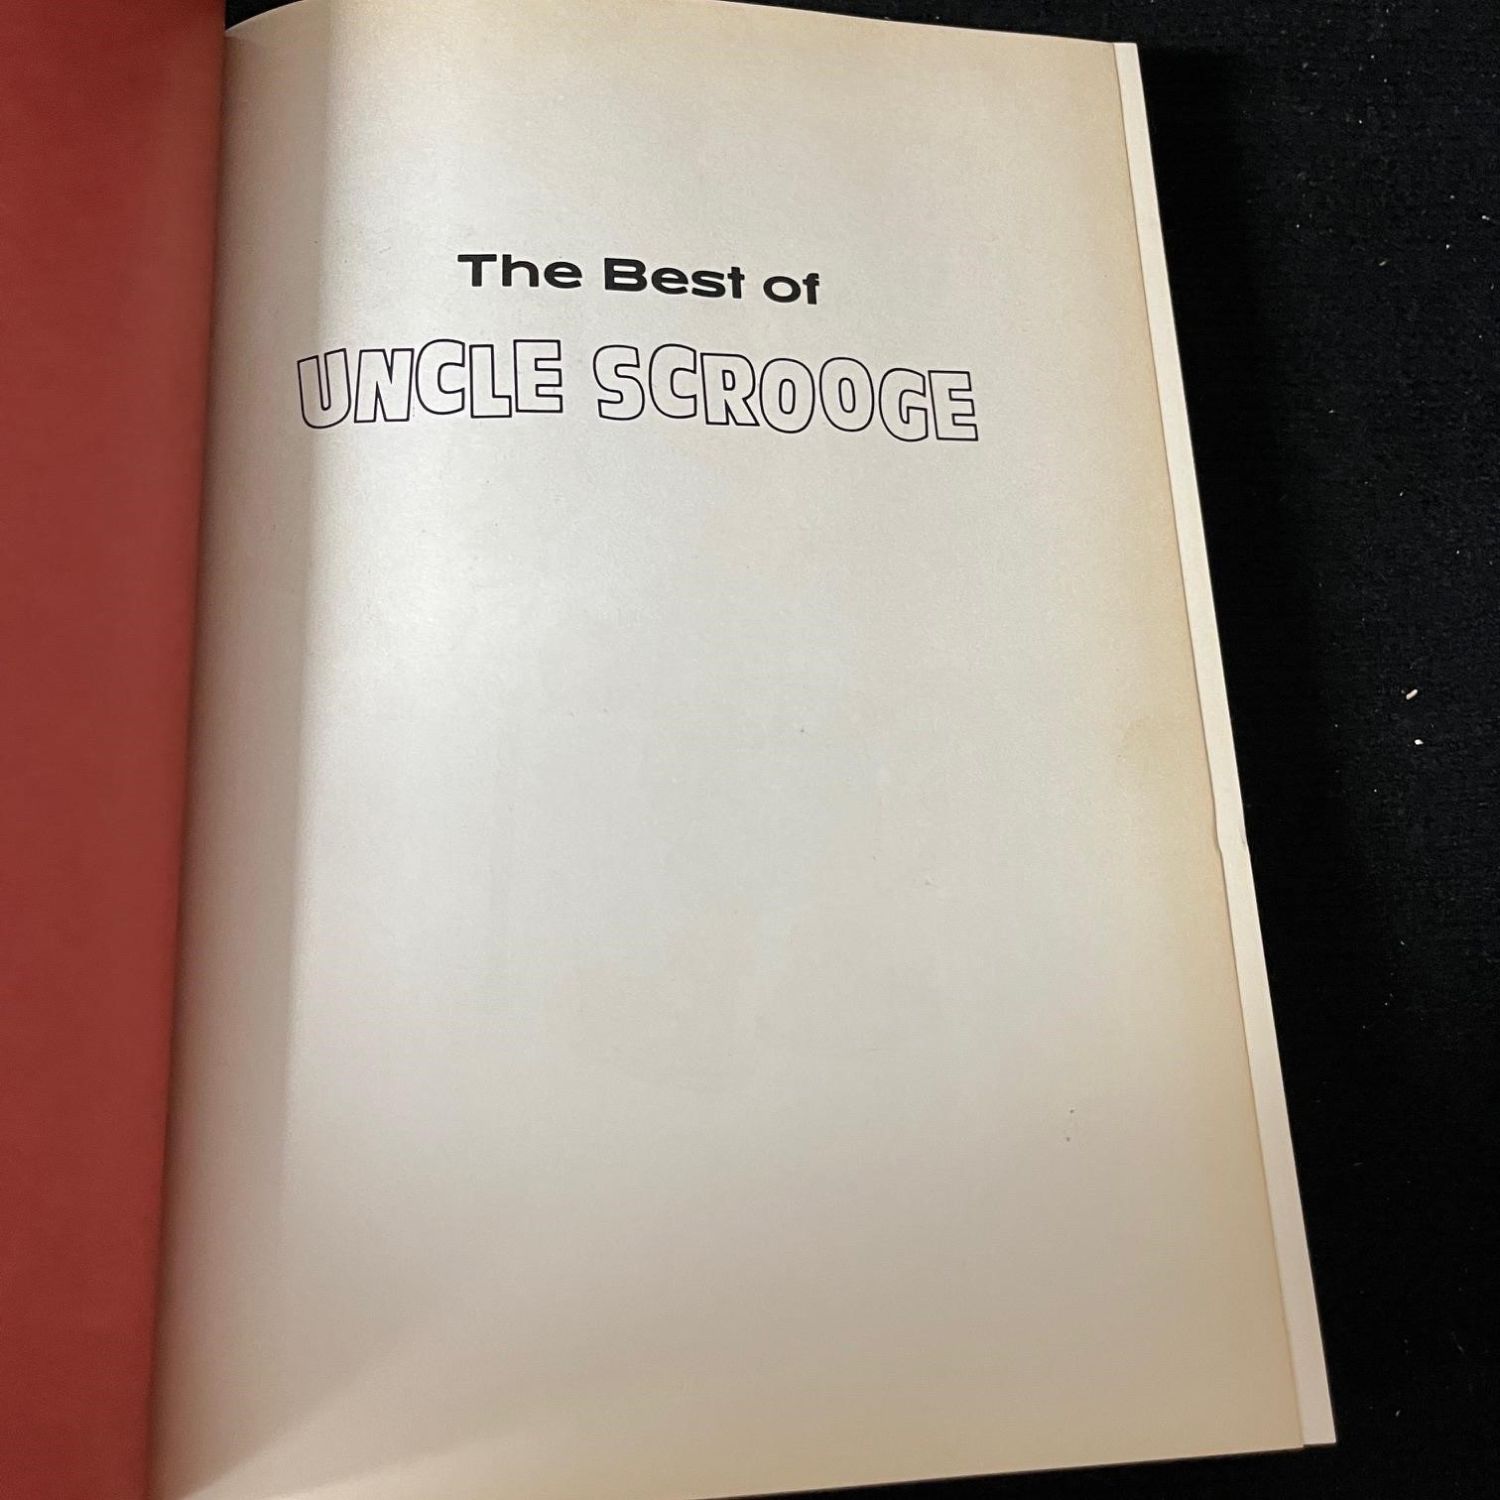 The Best of
UNCLE SCROOGE